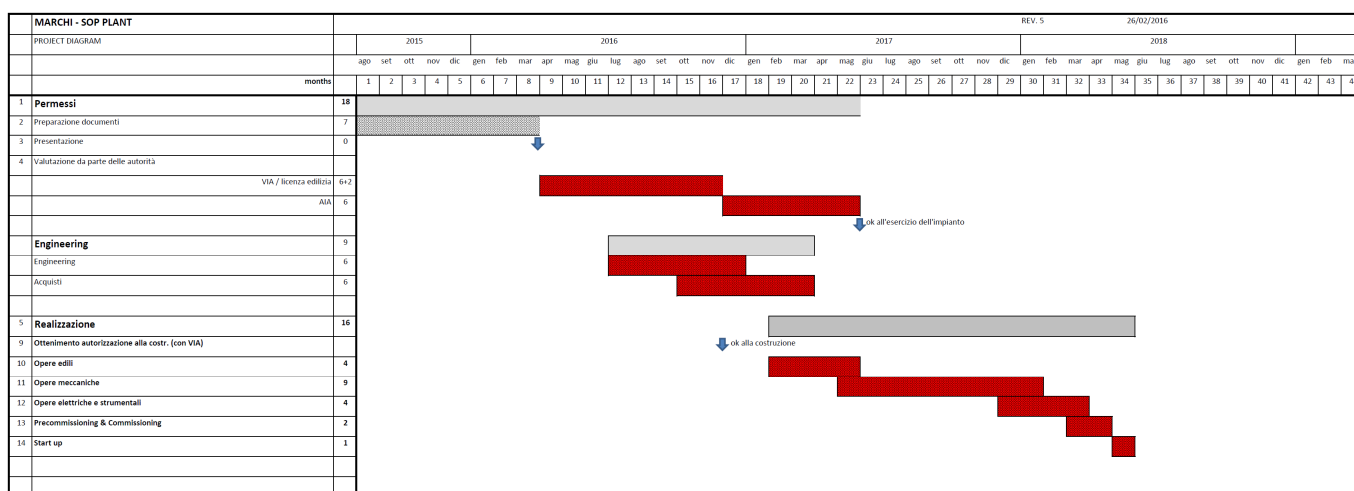 MARCHI - SOP PLANT REV. 5 26/02/2016
PROJECT DIAGRAM 2015 2016 2017 2018
ago set ott nov dic gen feb mar apr mag giu lug ago set ott nov dic gen feb mar apr mag giu lug ago set ott nov dic gen feb mar apr mag giu lug ago set ott nov dic gen feb ma
months 1 2 3 4 5 6 7 8 9 10 11 12 13 14 15 16 17 18 19 20 21 22 23 24 25 26 27 28 29 30 31 32 33 34 35 36 37 38 39 40 41 42 43 4
1 Permessi 18
2 Preparazione documenti 7
3 Presentazione 0
4 Valutazione da parte delle autorità
VIA / licenza edilizia 6+2
AIA 6
ok all'esercizio dell'impianto
Engineering 9
Engineering 6
Acquisti 6
5 Realizzazione 16
9 Ottenimento autorizzazione alla costr. (con VIA) ok alla costruzione
10 Opere edili 4
11 Opere meccaniche 9
12 Opere elettriche e strumentali 4
13 Precommissioning & Commissioning 2
14 Start up 1